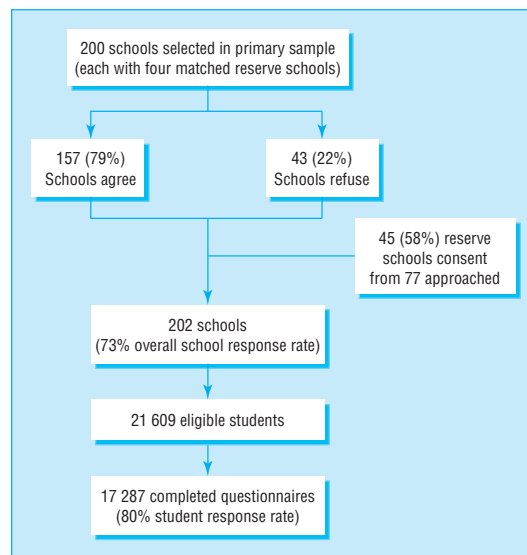 200 schools selected in primary sample
(each with four matched reserve schools)
157 (79%)
Schools agree
43 (22%)
Schools refuse
45 (58%) reserve
schools consent
from 77 approached
202 schools
(73% overall school response rate)
21 609 eligible students
17 287 completed questionnaires
(80% student response rate)